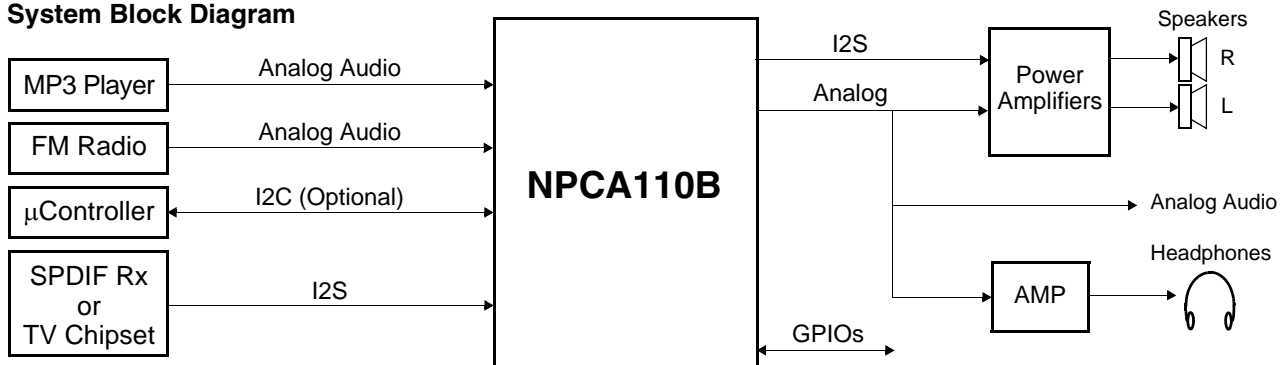 System Block Diagram
MP3 Player
Analog Audio
FM Radio
Analog Audio
μController
I2C (Optional)
SPDIF Rx
or
TV Chipset
I2S
NPCA110B
I2S
Analog
GPIOs
Power
Amplifiers
Speakers
R
L
Analog Audio
AMP
Headphones